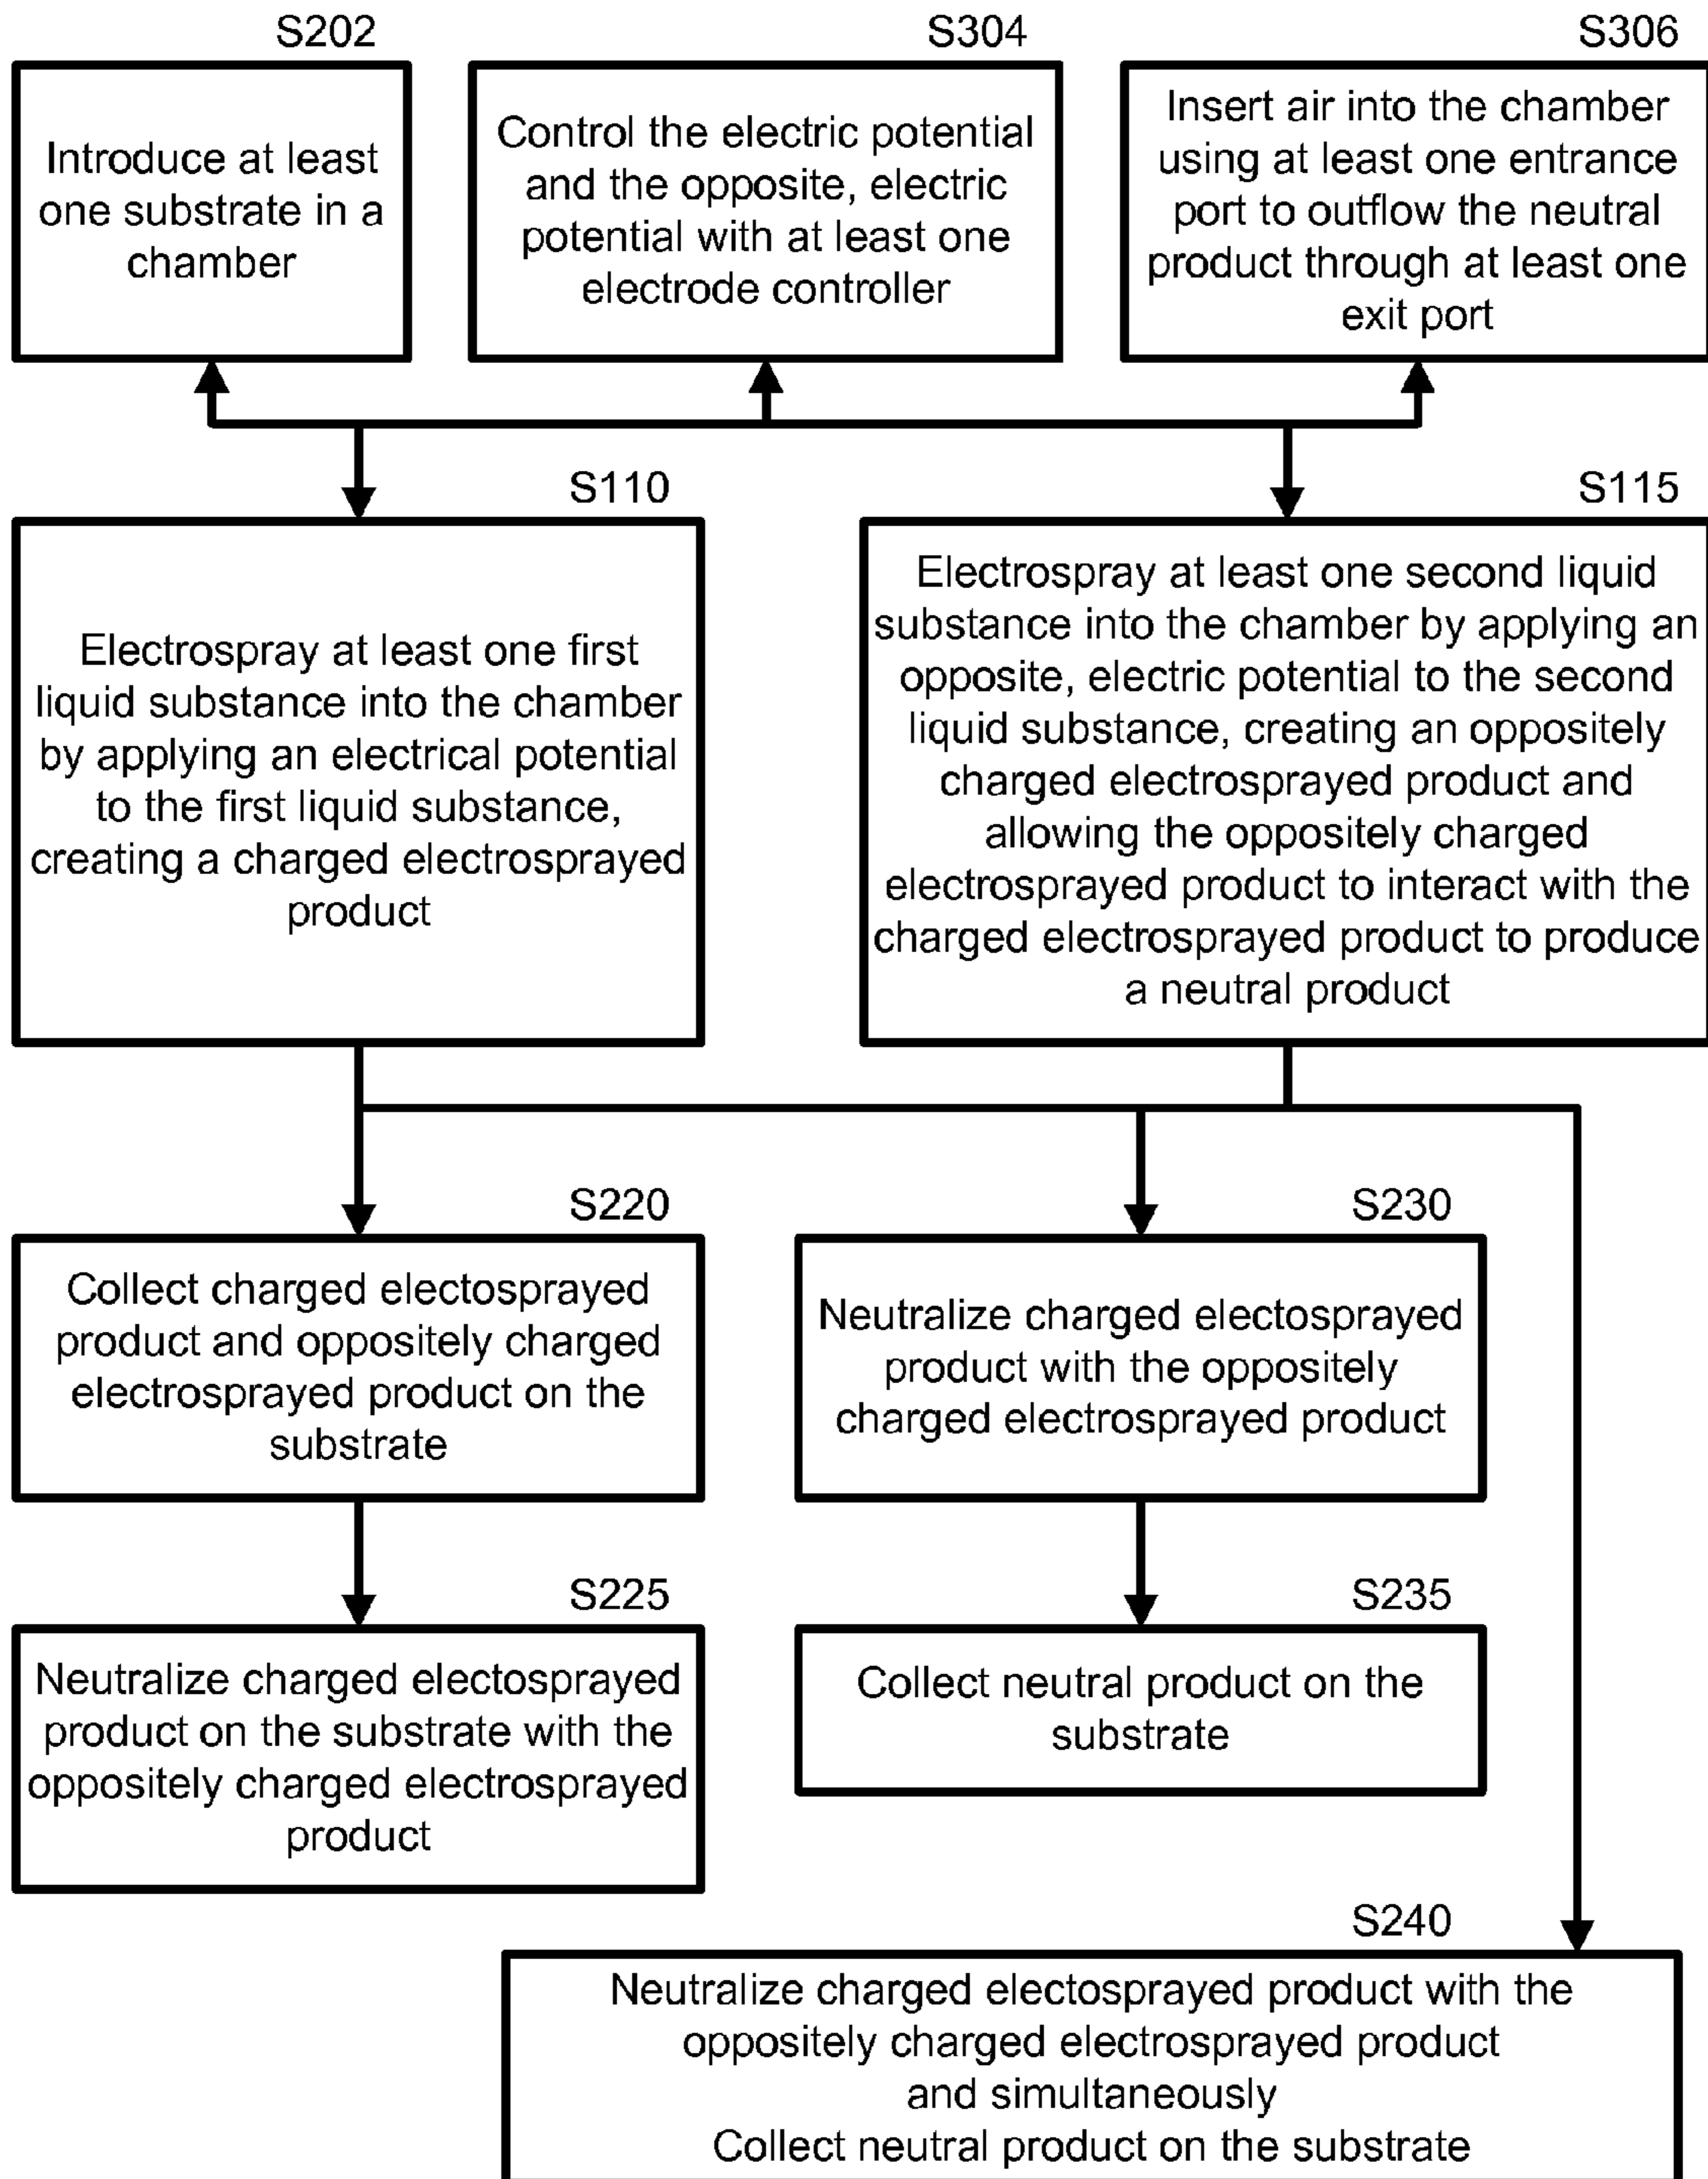 S202
Introduce at least
one substrate in a
chamber
S304
Control the electric potential
and the opposite, electric
potential with at least one
electrode controller
S306
Insert air into the chamber
using at least one entrance
port to outflow the neutral
product through at least one
exit port
S110
Electrospray at least one first
liquid substance into the chamber
by applying an electrical potential
to the first liquid substance,
creating a charged electrosprayed
product
S115
Electrospray at least one second liquid
substance into the chamber by applying an
opposite, electric potential to the second
liquid substance, creating an oppositely
charged electrosprayed product and
allowing the oppositely charged
electrosprayed product to interact with the
charged electrosprayed product to produce
a neutral product
S220
Collect charged electosprayed
product and oppositely charged
electrosprayed product on the
substrate
S230
Neutralize charged electosprayed
product with the oppositely
charged electrosprayed product
S225
Neutralize charged electosprayed
product on the substrate with the
oppositely charged electrosprayed
product
S235
Collect neutral product on the
substrate
S240
Neutralize charged electosprayed product with the
oppositely charged electrosprayed product
and simultaneously
Collect neutral product on the substrate